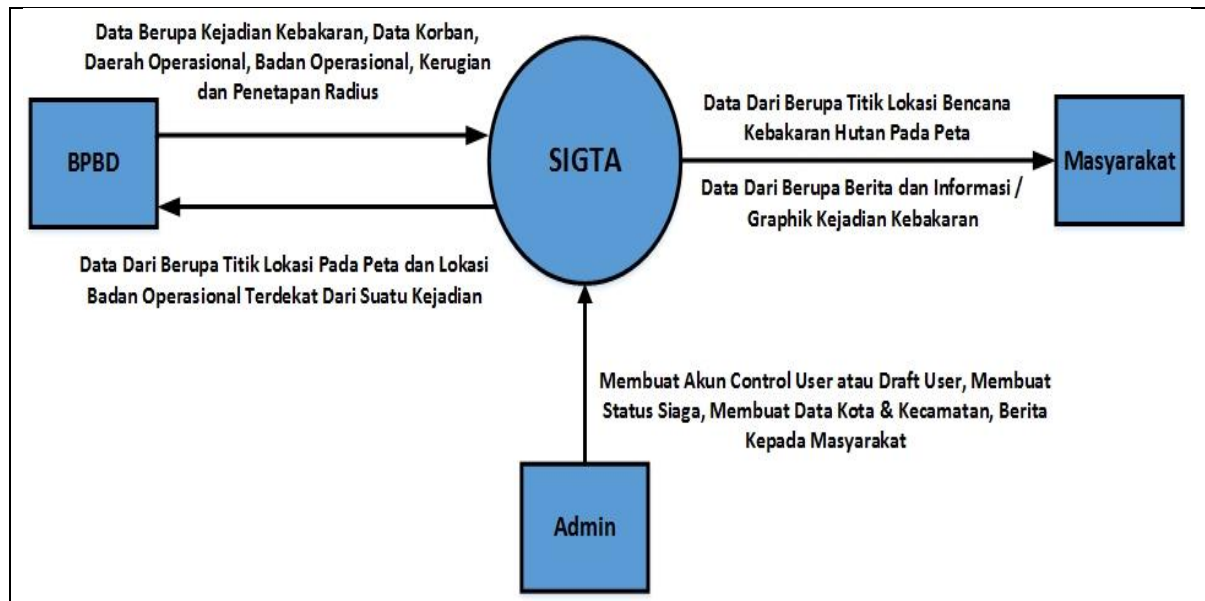 Data Berupa Kejadian Kebakaran, Data Korban,
Daerah Operasional, Badan Operasional, Kerugian
dan Penetapan Radius
BPBD
Data Dari Berupa Titik Lokasi Pada Peta dan Lokasi
Badan Operasional Terdekat Dari Suatu Kejadian
SIGTA
Data Dari Berupa Titik Lokasi Bencana
Kebakaran Hutan Pada Peta
Data Dari Berupa Berita dan Informasi /
Graphik Kejadian Kebakaran
Masyarakat
Membuat Akun Control User atau Draft User, Membuat
Status Siaga, Membuat Data Kota & Kecamatan, Berita
Kepada Masyarakat
Admin